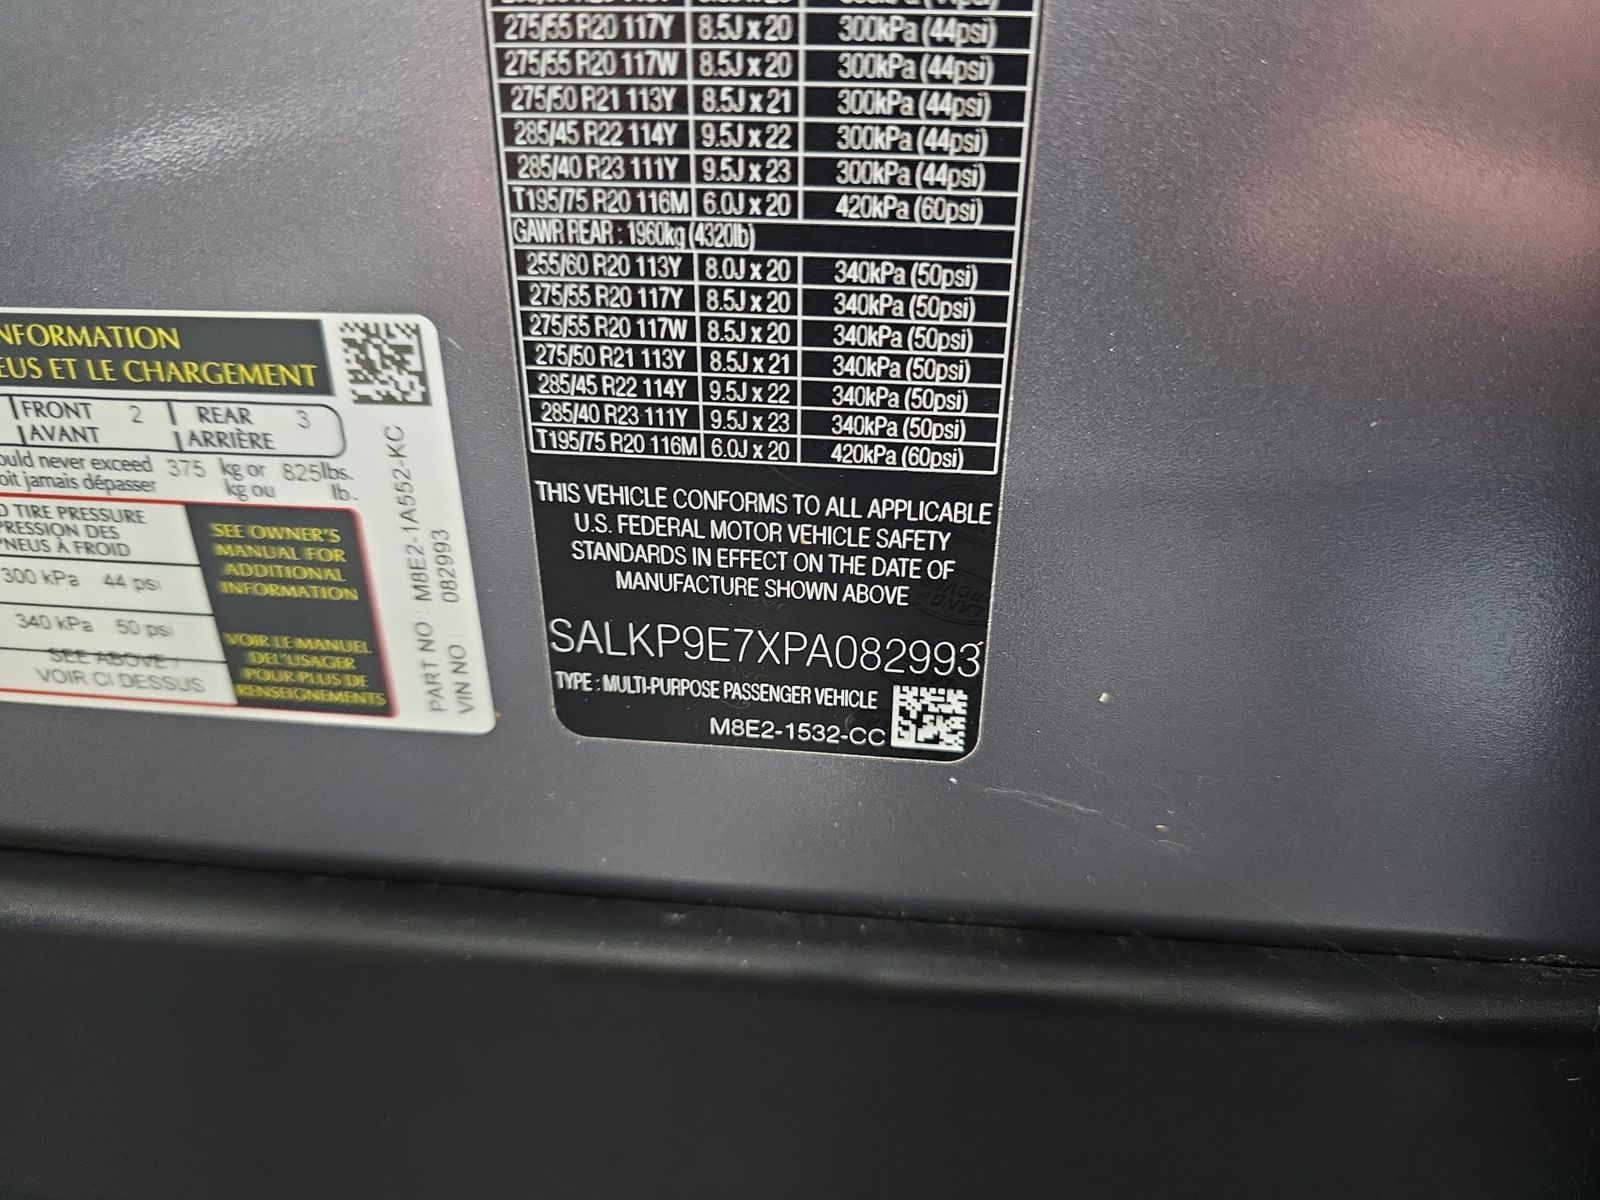 275/55 R20 117Y 8.5J x 20 300kPa (44psi)
275/55 R20 117W 8.5J x 20 300kPa (44psi)
275/50 R21 113Y 8.5J x 21 300kPa (44psi)
285/45 R22 114Y 9.5J x 22 300kPa (44psi)
285/40 R23 111Y 9.5J x 23 300kPa (44psi)
T195/75 R20 116M 6.0J x 20 420kPa (60psi)
GAWR REAR : 1960kg (4320lb)
255/60 R20 113Y 8.0J x 20 340kPa (50psi)
275/55 R20 117Y 8.5J x 20 340kPa (50psi)
275/55 R20 117W 8.5J x 20 340kPa (50psi)
275/50 R21 113Y 8.5J x 21 340kPa (50psi)
285/45 R22 114Y 9.5J x 22 340kPa (50psi)
285/40 R23 111Y 9.5J x 23 340kPa (50psi)
T195/75 R20 116M 6.0J x 20 420kPa (60psi)
THIS VEHICLE CONFORMS TO ALL APPLICABLE
U.S. FEDERAL MOTOR VEHICLE SAFETY
STANDARDS IN EFFECT ON THE DATE OF
MANUFACTURE SHOWN ABOVE
SALKP9E7XPA082993
TYPE : MULTI-PURPOSE PASSENGER VEHICLE
M8E2-1532-CC
NFORMATION
EUS ET LE CHARGEMENT
FRONT 2 REAR 3
AVANT ARRIÈRE
ould never exceed 375 kg or 825lbs.
oit jamais dépasser kg ou lb.
D TIRE PRESSURE
PRESSION DES
PNEUS À FROID
300 kPa 44 psi
340 kPa 50 psi
SEE ABOVE /
VOIR CI DESSUS
SEE OWNER'S
MANUAL FOR
ADDITIONAL
INFORMATION
VOIR LE MANUEL
DE L'USAGER
POUR PLUS DE
RENSEIGNEMENTS
PART NO : M8E2-1A552-KC
VIN NO : 082993